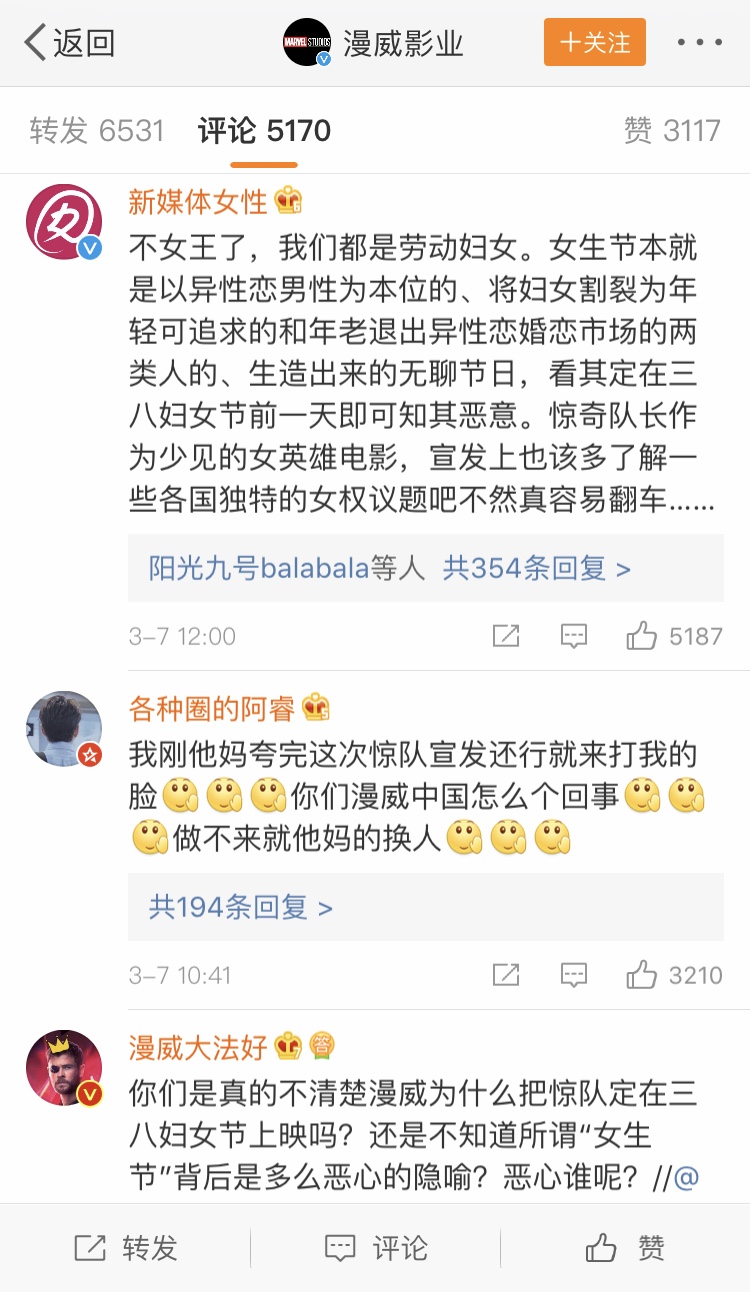 返回
MARVEL STUDIOS
漫威影业
+关注
转发 6531
评论 5170
赞 3117
新媒体女性
不女王了，我们都是劳动妇女。女生节本就
是以异性恋男性为本位的、将妇女割裂为年
轻可追求的和年老退出异性恋婚恋市场的两
类人的、生造出来的无聊节日，看其定在三
八妇女节前一天即可知其恶意。惊奇队长作
为少见的女英雄电影，宣发上也该多了解一
些各国独特的女权议题吧不然真容易翻车……
阳光九号balabala等人 共354条回复 >
3-7 12:00
5187
各种圈的阿睿
我刚他妈夸完这次惊队宣发还行就来打我的
脸你们漫威中国怎么个回事
做不来就他妈的换人
共194条回复 >
3-7 10:41
3210
漫威大法好
答
你们是真的不清楚漫威为什么把惊队定在三
八妇女节上映吗？还是不知道所谓“女生
节”背后是多么恶心的隐喻？恶心谁呢？//@
转发
评论
赞